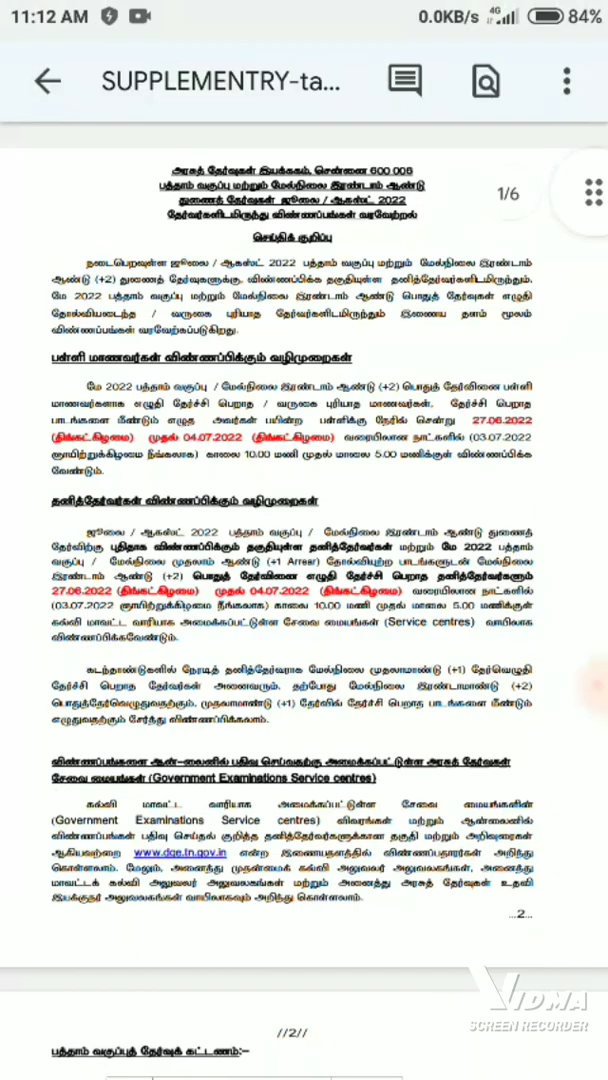 11:12 AM 0.0KB/s 4G 84%
SUPPLEMENTRY-ta...
1/6
அரசுத் தேர்வுகள் இயக்ககம், சென்னை 600 006
பத்தாம் வகுப்பு மற்றும் மேல்நிலை இரண்டாம் ஆண்டு
துணைத் தேர்வுகள் ஜூலை / ஆகஸ்ட் 2022
தேர்வர்களிடமிருந்து விண்ணப்பங்கள் வரவேற்றல்
செய்திக் குறிப்பு
நடைபெறவுள்ள ஜூலை / ஆகஸ்ட் 2022 பத்தாம் வகுப்பு மற்றும் மேல்நிலை இரண்டாம்
ஆண்டு (+2) துணைத் தேர்வுகளுக்கு, விண்ணப்பிக்க தகுதியுள்ள தனித்தேர்வர்களிடமிருந்தும்,
மே 2022 பத்தாம் வகுப்பு மற்றும் மேல்நிலை இரண்டாம் ஆண்டு பொதுத் தேர்வுகள் எழுதி
தோல்வியடைந்த / வருகை புரியாத தேர்வர்களிடமிருந்தும் இணைய தளம் மூலம்
விண்ணப்பங்கள் வரவேற்கப்படுகிறது.
பள்ளி மாணவர்கள் விண்ணப்பிக்கும் வழிமுறைகள்
மே 2022 பத்தாம் வகுப்பு / மேல்நிலை இரண்டாம் ஆண்டு (+2) பொதுத் தேர்வினை பள்ளி
மாணவர்களாக எழுதி தேர்ச்சி பெறாத / வருகை புரியாத மாணவர்கள், தேர்ச்சி பெறாத
பாடங்களை மீண்டும் எழுத அவர்கள் பயின்ற பள்ளிக்கு நேரில் சென்று 27.06.2022
(திங்கட்கிழமை) முதல் 04.07.2022 (திங்கட்கிழமை) வரையிலான நாட்களில் (03.07.2022
ஞாயிற்றுக்கிழமை நீங்கலாக) காலை 10.00 மணி முதல் மாலை 5.00 மணிக்குள் விண்ணப்பிக்க
வேண்டும்.
தனித்தேர்வர்கள் விண்ணப்பிக்கும் வழிமுறைகள்
ஜூலை / ஆகஸ்ட் 2022 பத்தாம் வகுப்பு / மேல்நிலை இரண்டாம் ஆண்டு துணைத்
தேர்விற்கு புதிதாக விண்ணப்பிக்கும் தகுதியுள்ள தனித்தேர்வர்கள் மற்றும் மே 2022 பத்தாம்
வகுப்பு / மேல்நிலை முதலாம் ஆண்டு (+1 Arrear) தோல்வியுற்ற பாடங்களுடன் மேல்நிலை
இரண்டாம் ஆண்டு (+2) பொதுத் தேர்வினை எழுதி தேர்ச்சி பெறாத தனித்தேர்வர்களும்
27.06.2022 (திங்கட்கிழமை) முதல் 04.07.2022 (திங்கட்கிழமை) வரையிலான நாட்களில்
(03.07.2022 ஞாயிற்றுக்கிழமை நீங்கலாக) காலை 10.00 மணி முதல் மாலை 5.00 மணிக்குள்
கல்வி மாவட்ட வாரியாக அமைக்கப்பட்டுள்ள சேவை மையங்கள் (Service centres) வாயிலாக
விண்ணப்பிக்கவேண்டும்.
கடந்தாண்டுகளில் நேரடித் தனித்தேர்வராக மேல்நிலை முதலாமாண்டு (+1) தேர்வெழுதி
தேர்ச்சி பெறாத தேர்வர்கள் அனைவரும், தற்போது மேல்நிலை இரண்டாமாண்டு (+2)
பொதுத்தேர்வெழுதுவதற்கும், முதலாமாண்டு (+1) தேர்வில் தேர்ச்சி பெறாத பாடங்களை மீண்டும்
எழுதுவதற்கும் சேர்த்து விண்ணப்பிக்கலாம்.
விண்ணப்பங்களை ஆன்-லைனில் பதிவு செய்வதற்கு அமைக்கப்பட்டுள்ள அரசுத் தேர்வுகள்
சேவை மையங்கள் (Government Examinations Service centres)
கல்வி மாவட்ட வாரியாக அமைக்கப்பட்டுள்ள சேவை மையங்களின்
(Government Examinations Service centres) விவரங்கள் மற்றும் ஆன்லைனில்
விண்ணப்பங்கள் பதிவு செய்தல் குறித்த தனித்தேர்வர்களுக்கான தகுதி மற்றும் அறிவுரைகள்
ஆகியவற்றை www.dge.tn.gov.in என்ற இணையதளத்தில் விண்ணப்பதாரர்கள் அறிந்து
கொள்ளலாம். மேலும், அனைத்து முதன்மைக் கல்வி அலுவலர் அலுவலகங்கள், அனைத்து
மாவட்டக் கல்வி அலுவலர் அலுவலகங்கள் மற்றும் அனைத்து அரசுத் தேர்வுகள் உதவி
இயக்குநர் அலுவலகங்கள் வாயிலாகவும் அறிந்து கொள்ளலாம்.
...2...
//2//
பத்தாம் வகுப்புத் தேர்வுக் கட்டணம்:-
VIDMA
SCREEN RECORDER